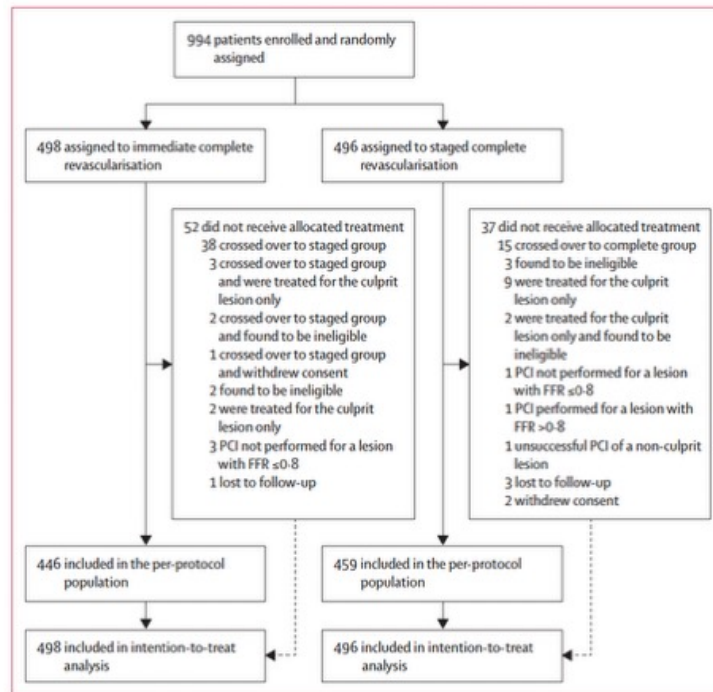 994 patients enrolled and randomly
assigned
498 assigned to immediate complete
revascularisation
496 assigned to staged complete
revascularisation
52 did not receive allocated treatment
38 crossed over to staged group
3 crossed over to staged group
and were treated for the culprit
lesion only
2 crossed over to staged group
and found to be ineligible
1 crossed over to staged group
and withdrew consent
2 found to be ineligible
2 were treated for the culprit
lesion only
3 PCI not performed for a lesion
with FFR ≤0·8
1 lost to follow-up
37 did not receive allocated treatment
15 crossed over to complete group
3 found to be ineligible
9 were treated for the culprit
lesion only
2 were treated for the culprit
lesion only and found to be
ineligible
1 PCI not performed for a lesion
with FFR ≤0·8
1 PCI performed for a lesion with
FFR >0·8
1 unsuccessful PCI of a non-culprit
lesion
3 lost to follow-up
2 withdrew consent
446 included in the per-protocol
population
459 included in the per-protocol
population
498 included in intention-to-treat
analysis
496 included in intention-to-treat
analysis